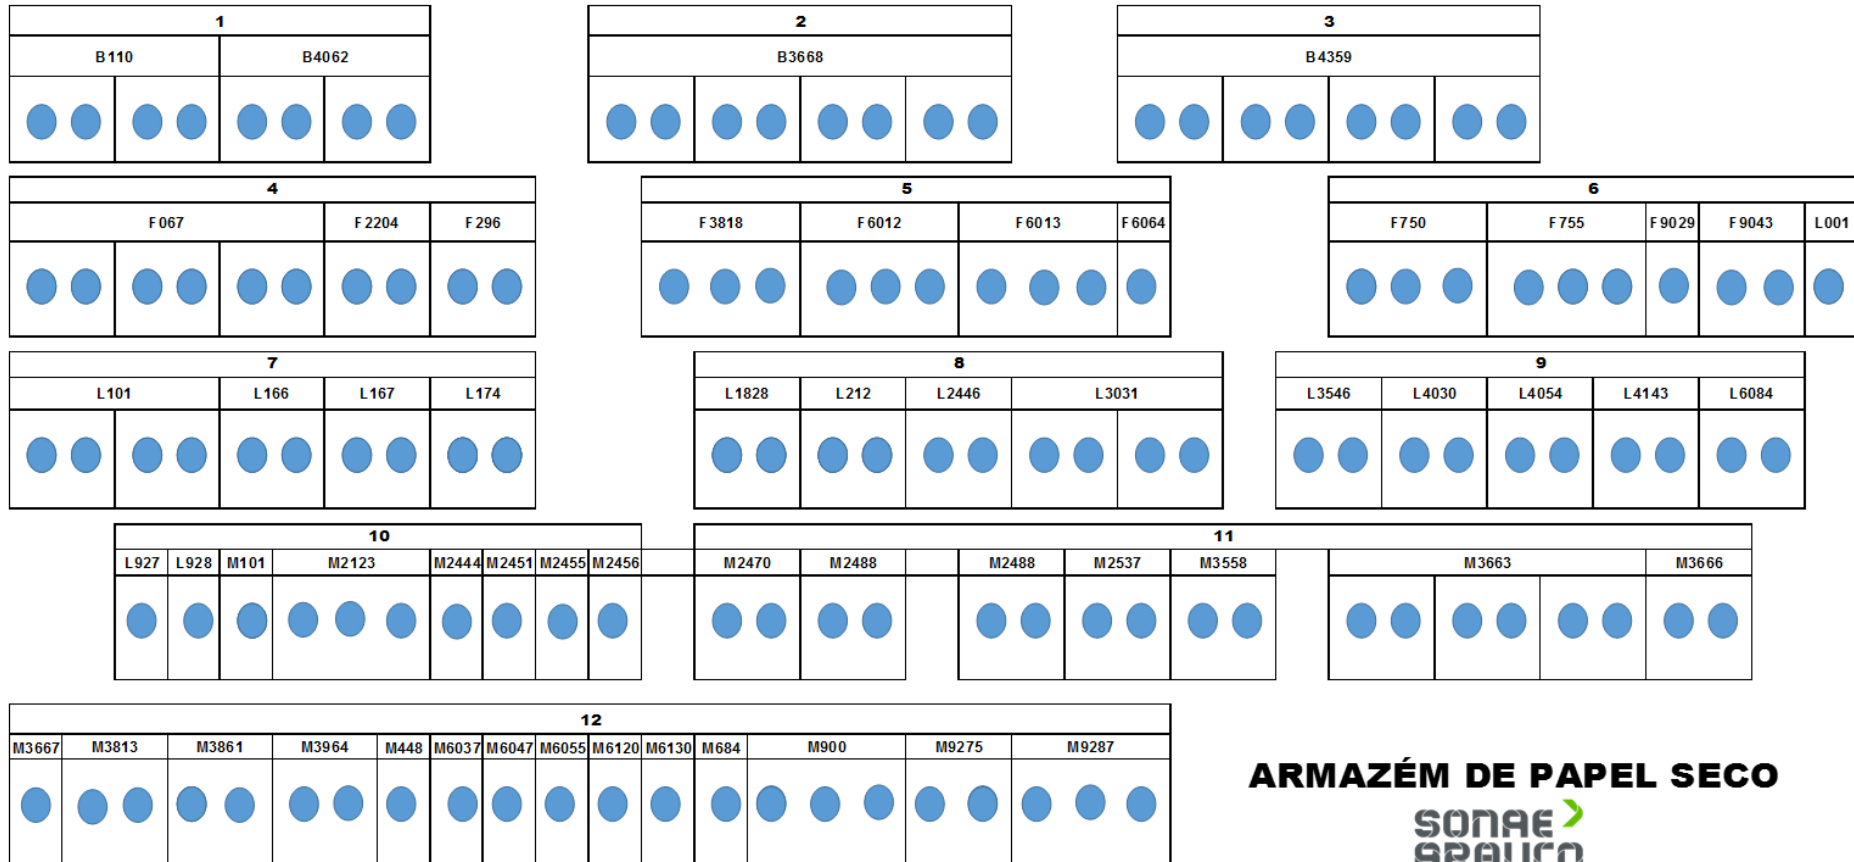 1 2 3
B110 B4062 B3668 B4359
4 5 6
F067 F2204 F296 F3818 F6012 F6013 F6064 F750 F755 F9029 F9043 L001
7 8 9
L101 L166 L167 L174 L1828 L212 L2446 L3031 L3546 L4030 L4054 L4143 L6084
10 11
L927 L928 M101 M2123 M2444 M2451 M2455 M2456 M2470 M2488 M2488 M2537 M3558 M3663 M3666
12
M3667 M3813 M3861 M3964 M448 M6037 M6047 M6055 M6120 M6130 M684 M900 M9275 M9287
ARMAZÉM DE PAPEL SECO
SONAE
ARAUCO